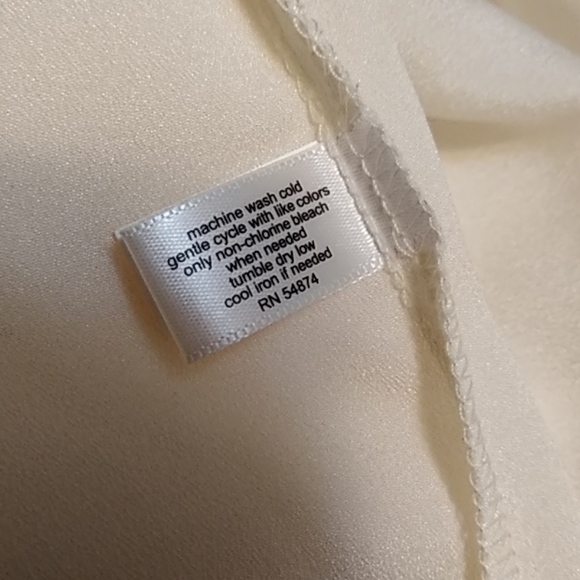 machine wash cold
gentle cycle with like colors
only non-chlorine bleach
when needed
tumble dry low
cool iron if needed
RN 54874